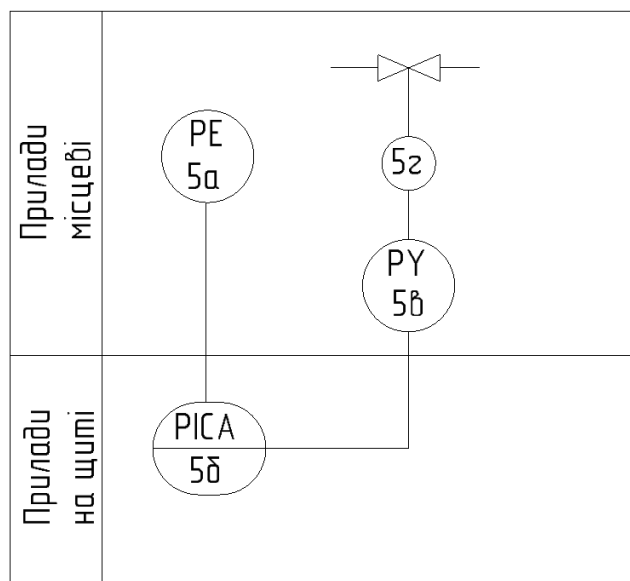 Прилади
місцеві
PE
5а
5г
PY
5в
Прилади
на щиті
PICA
5б